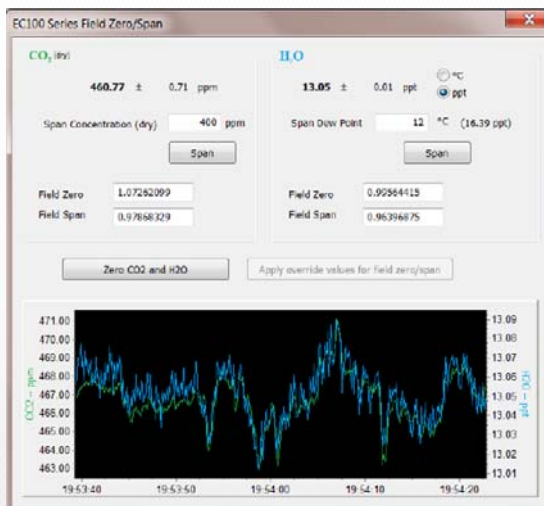 EC100 Series Field Zero/Span
CO₂ (dry)
460.77 ± 0.71 ppm
Span Concentration (dry) 400 ppm
Span
Field Zero 1.07262099
Field Span 0.97868329
H₂O
13.05 ± 0.01 ppt
°C
ppt
Span Dew Point 12 °C (16.39 ppt)
Span
Field Zero 0.99564415
Field Span 0.96396875
Zero CO2 and H2O
Apply override values for field zero/span
CO2 -- ppm
471.00
470.00
469.00
468.00
467.00
466.00
465.00
464.00
463.00
13.09
13.08
13.07
13.06
13.05
13.04
13.03
13.02
13.01
H2O -- ppt
19:53:40 19:53:50 19:54:00 19:54:10 19:54:20